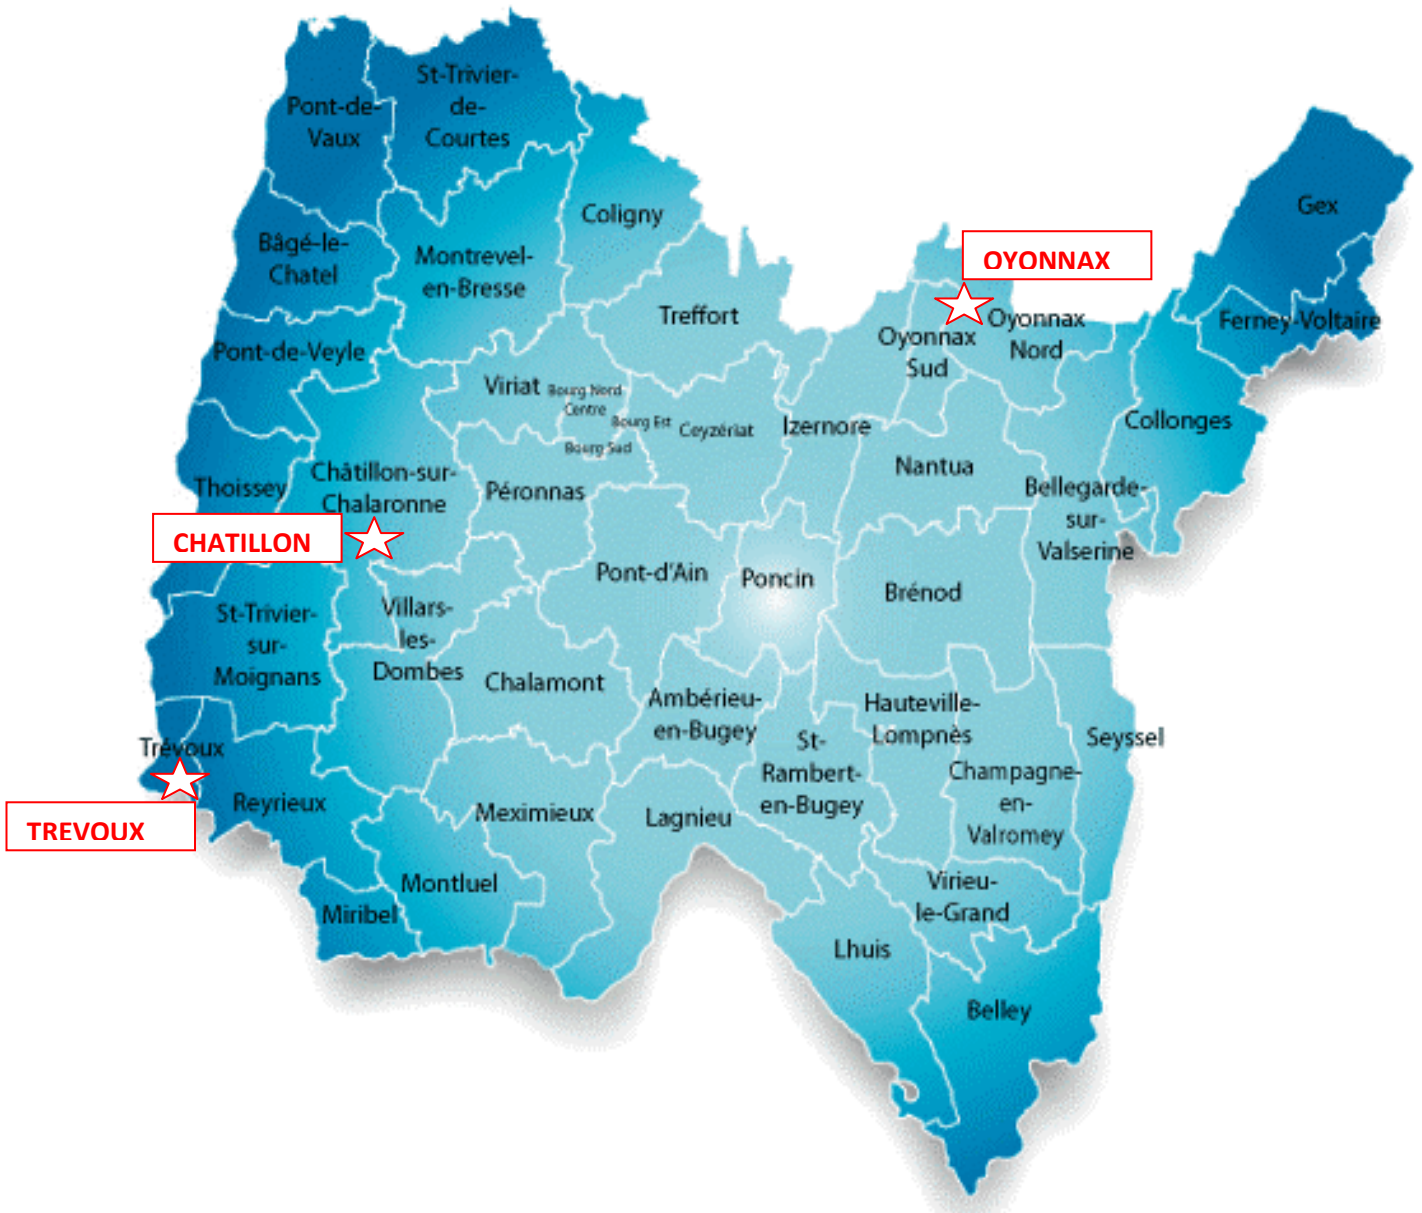 St-Trivier-
de-
Courtes
Pont-de-
Vaux
Gex
Coligny
Bâgé-le-
Chatel
Montrevel-
en-Bresse
OYONNAX
Treffort
Oyonnax
Nord
Ferney-Voltaire
Oyonnax
Sud
Pont-de-Veyle
Viriat
Bourg Nord
Centre
Bourg Est
Bourg Sud
Ceyzériat
Izernore
Collonges
Nantua
Thoissey
Châtillon-sur-
Chalaronne
Péronnas
Bellegarde-
sur-
Valserine
CHATILLON
Pont-d'Ain
Poncin
Brénod
St-Trivier-
sur-
Moignans
Villars-
les-
Dombes
Chalamont
Ambérieu-
en-Bugey
Hauteville-
Lompnès
Seyssel
Trévoux
St-
Rambert-
en-Bugey
Champagne-
en-
Valromey
Reyrieux
Meximieux
Lagnieu
TREVOUX
Montluel
Miribel
Virieu-
le-Grand
Lhuis
Belley